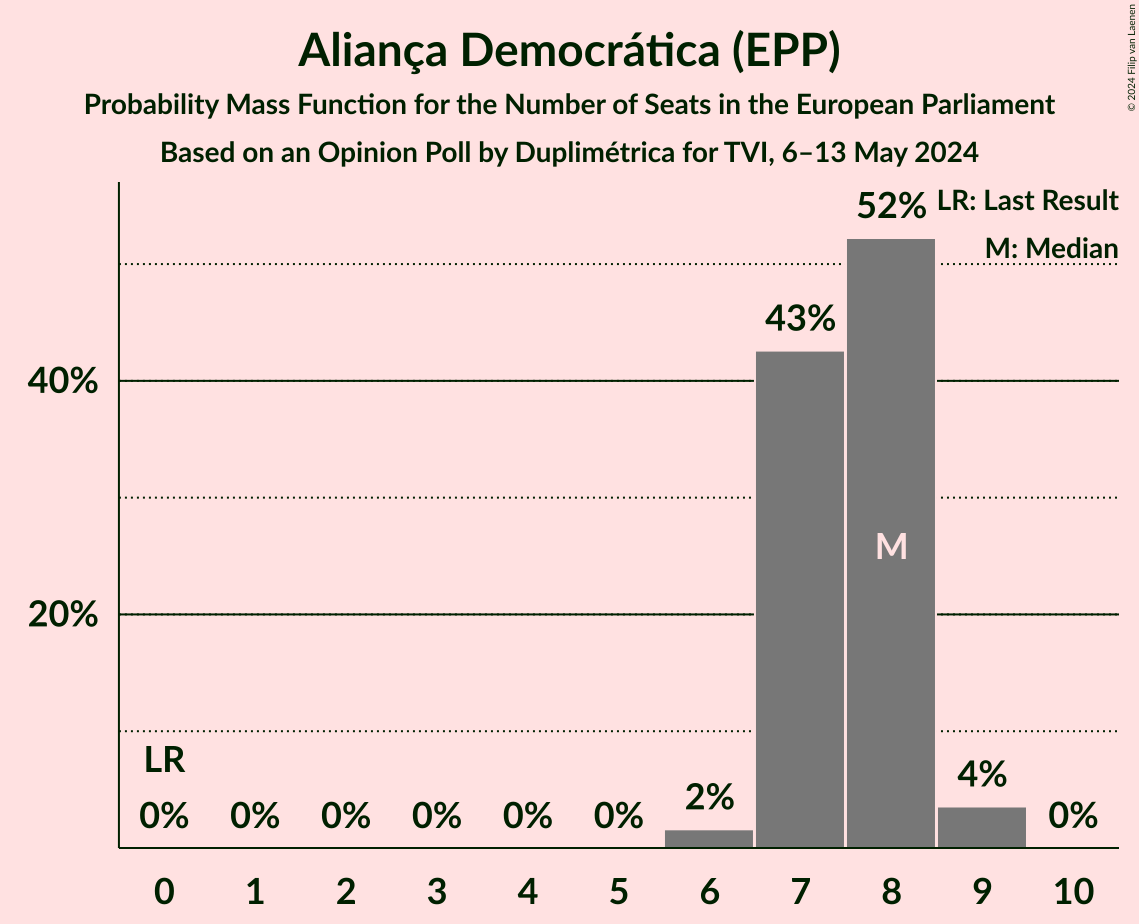 Aliança Democrática (EPP)
Probability Mass Function for the Number of Seats in the European Parliament
Based on an Opinion Poll by Duplimétrica for TVI, 6–13 May 2024
© 2024 Filip van Laenen
LR: Last Result
M: Median
52%
43%
40%
M
20%
LR
4%
2%
0% 0% 0% 0% 0% 0% 0%
0 1 2 3 4 5 6 7 8 9 10